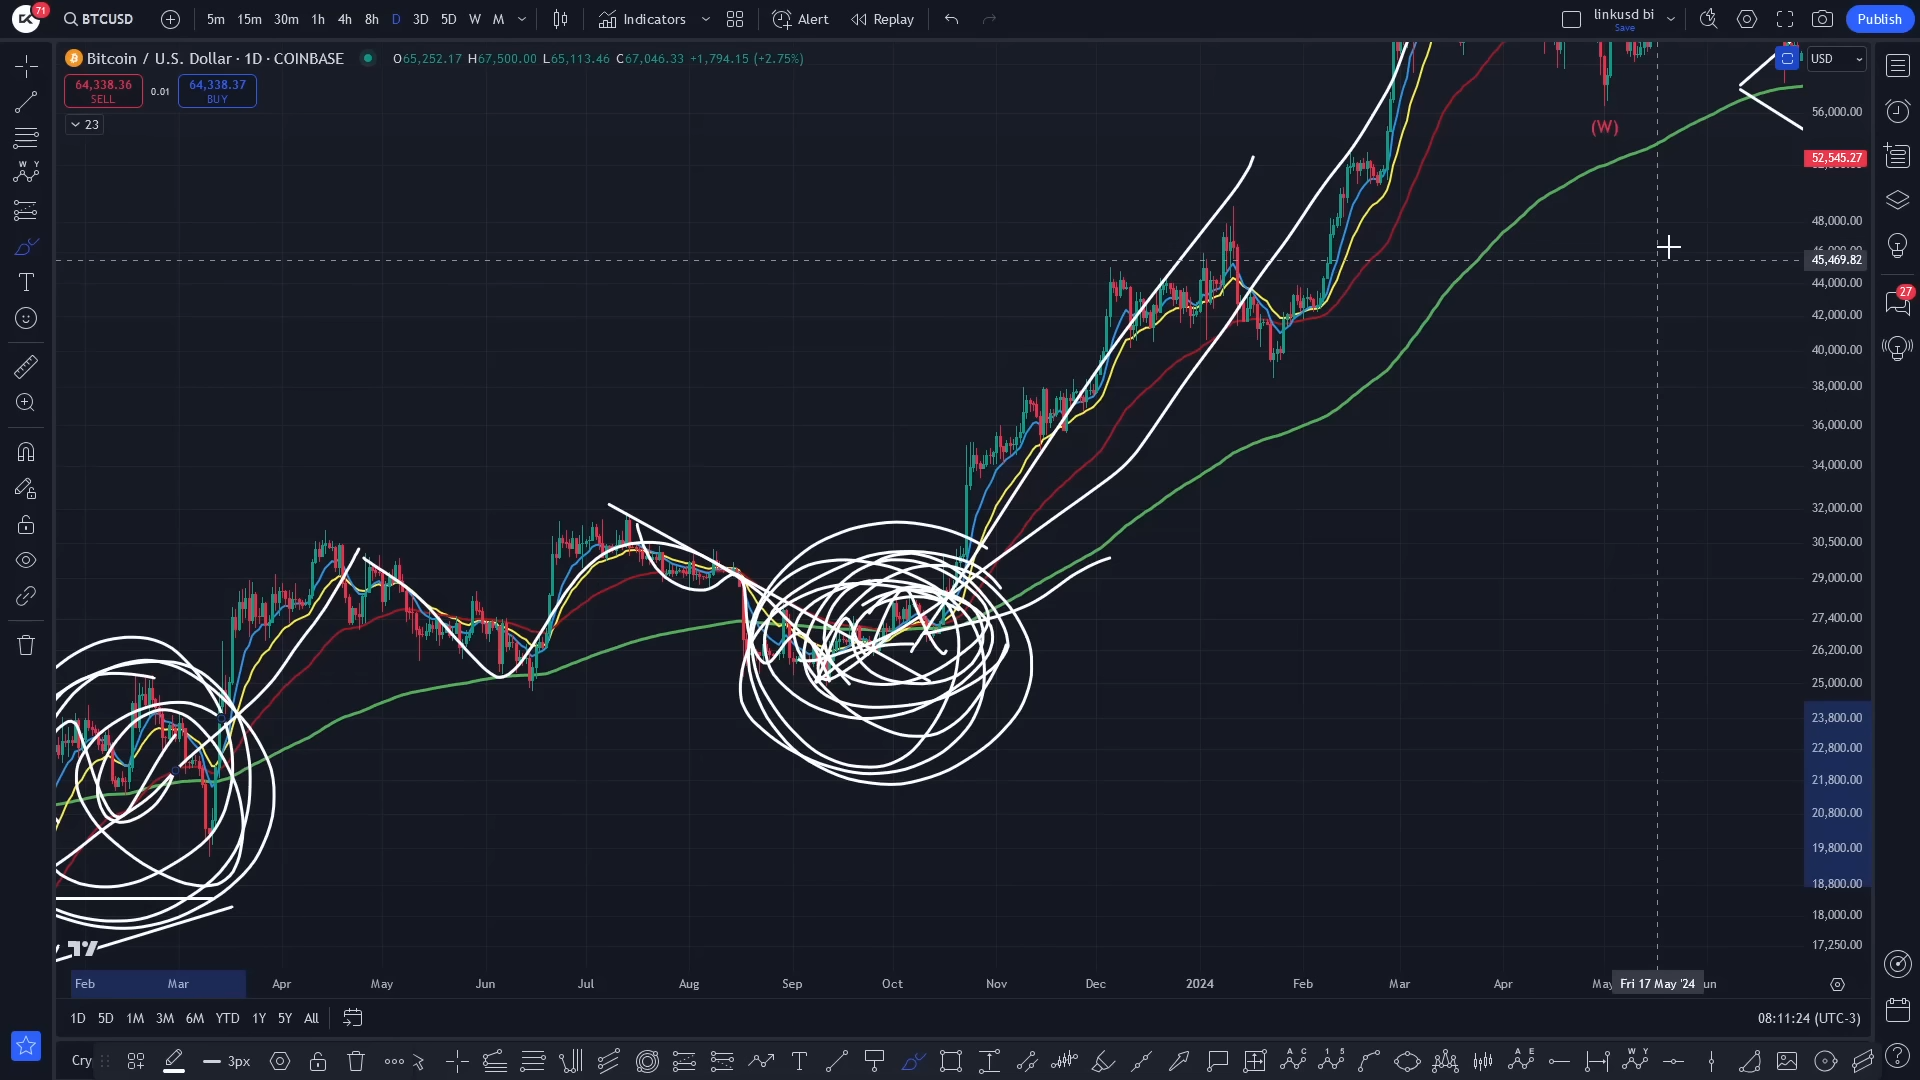 71
BTCUSD
5m 15m 30m 1h 4h 8h D 3D 5D W M
Indicators
Alert
Replay
linkusd bi
Save
Publish
Bitcoin / U.S. Dollar · 1D · COINBASE
O65,252.17 H67,500.00 L65,113.46 C67,046.33 +1,794.15 (+2.75%)
USD
64,338.36
SELL
0.01
64,338.37
BUY
23
56,000.00
(W)
52,545.27
48,000.00
45,469.82
44,000.00
42,000.00
40,000.00
38,000.00
36,000.00
34,000.00
32,000.00
30,500.00
29,000.00
27,400.00
26,200.00
25,000.00
23,800.00
22,800.00
21,800.00
20,800.00
19,800.00
18,800.00
18,000.00
17,250.00
27
W Y
T
Feb Mar Apr May Jun Jul Aug Sep Oct Nov Dec 2024 Feb Mar Apr May Fri 17 May '24 un
1D 5D 1M 3M 6M YTD 1Y 5Y All
08:11:24 (UTC-3)
Cry
3px
T
A C
1 5
A E
W Y